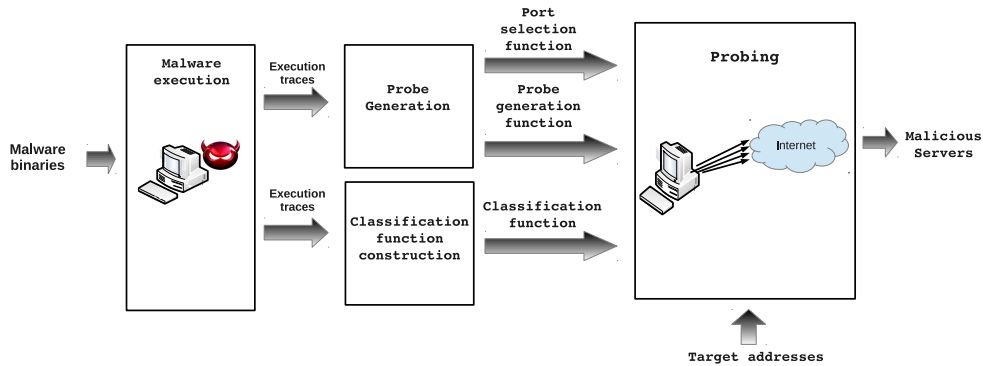 Malware
binaries
Malware
execution
Execution
traces
Execution
traces
Probe
Generation
Classification
function
construction
Port
selection
function
Probe
generation
function
Classification
function
Probing
Internet
Target addresses
Malicious
Servers